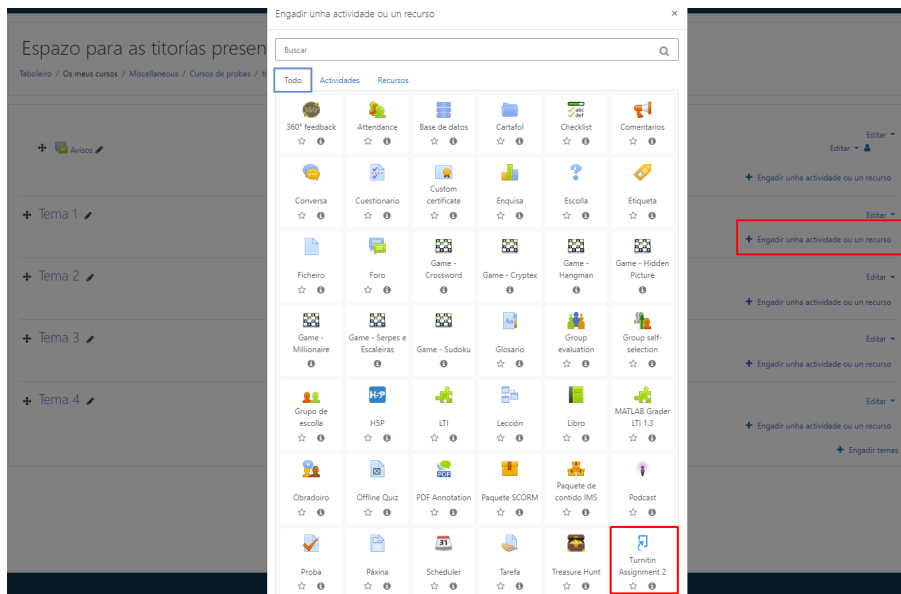 Engadir unha actividade ou un recurso ×
Buscar
Todo Actividades Recursos
360° feedback
Attendance
Base de datos
Cartafol
Checklist
Comentarios
Conversa
Cuestionario
Custom
certificate
Enquisa
Escolla
Etiqueta
Ficheiro
Foro
Game -
Crossword
Game - Cryptex
Game -
Hangman
Game - Hidden
Picture
Game -
Millionaire
Game - Serpes e
Escaleiras
Game - Sudoku
Glosario
Group
evaluation
Group self-
selection
Grupo de
escolla
H5P
LTI
Lección
Libro
MATLAB Grader
LTI 1.3
Obradoiro
Offline Quiz
PDF Annotation
Paquete SCORM
Paquete de
contido IMS
Podcast
Proba
Páxina
Scheduler
Tarefa
Treasure Hunt
Turnitin
Assignment 2
Espazo para as titorías presen
Taboleiro / Os meus cursos / Miscellaneous / Cursos de probas /
Editar
Avisos
Editar
Engadir unha actividade ou un recurso
Tema 1
Editar
Engadir unha actividade ou un recurso
Tema 2
Editar
Engadir unha actividade ou un recurso
Tema 3
Editar
Engadir unha actividade ou un recurso
Tema 4
Editar
Engadir unha actividade ou un recurso
Engadir temas